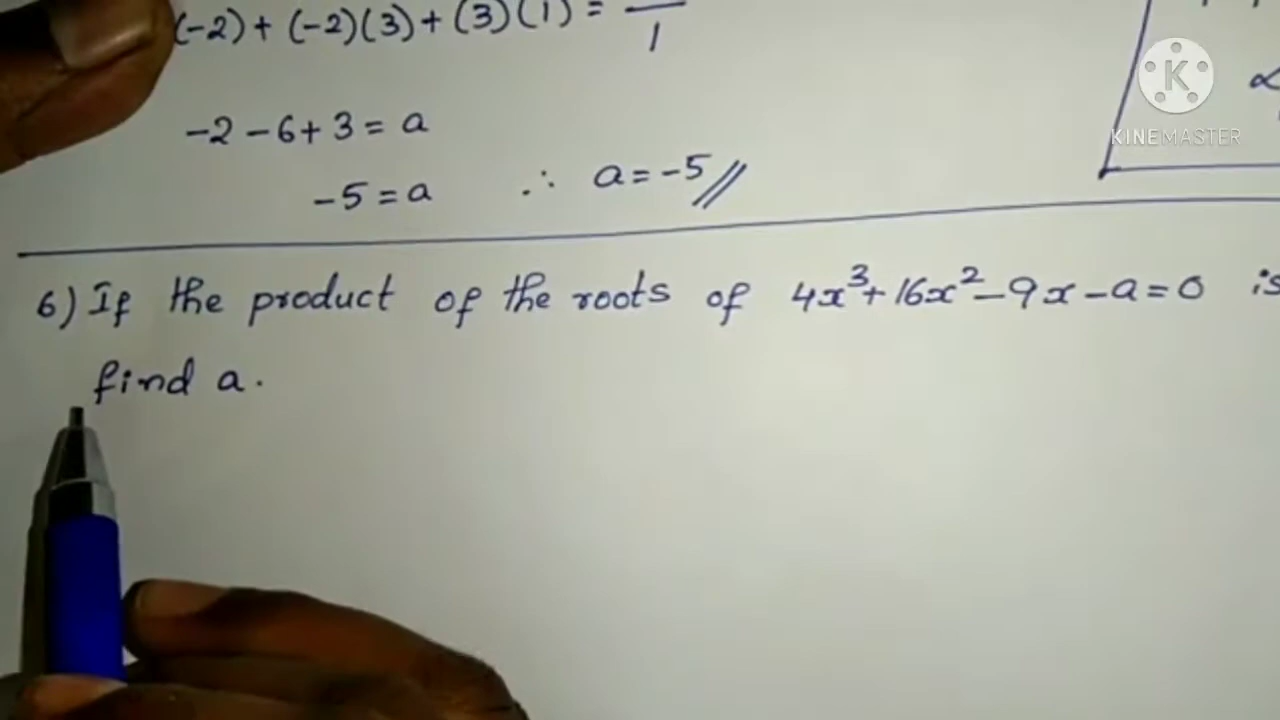 (-2) + (-2)(3) + (3)(1) = 
1
-2 - 6 + 3 = a
-5 = a ∴ a = -5 //
α
KINEMASTER
6) If the product of the roots of 4x³ + 16x² - 9x - a = 0 is
find a.